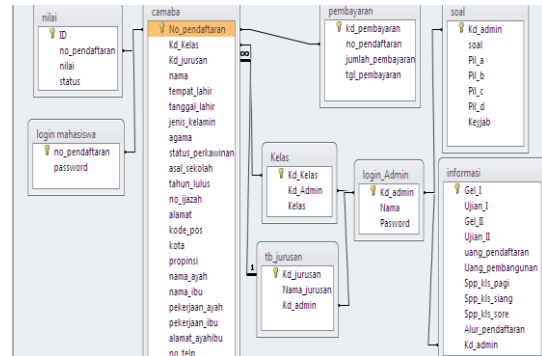 nilai
ID
no_pendaftaran
nilai
status
login mahasiswa
no_pendaftaran
password
camaba
No_pendaftaran
Kd_Kelas
Kd_jurusan
nama
tempat_lahir
tanggal_lahir
jenis_kelamin
agama
status_perkawinan
asal_sekolah
tahun_lulus
no_ijazah
alamat
kode_pos
kota
propinsi
nama_ayah
nama_ibu
pekerjaan_ayah
pekerjaan_ibu
alamat_ayahibu
no_telp
∞
1
pembayaran
kd_pembayaran
no_pendaftaran
jumlah_pembayaran
tgl_pembayaran
Kelas
Kd_Kelas
Kd_Admin
Kelas
tb_jurusan
Kd_jurusan
Nama_jurusan
Kd_admin
login_Admin
Kd_admin
Nama
Pasword
soal
Kd_admin
soal
Pil_a
Pil_b
Pil_c
Pil_d
Keyjab
informasi
Gel_I
Ujian_I
Gel_II
Ujian_II
uang_pendaftaran
Uang_pembangunan
Spp_kls_pagi
Spp_kls_siang
Spp_kls_sore
Alur_pendaftaran
Kd_admin